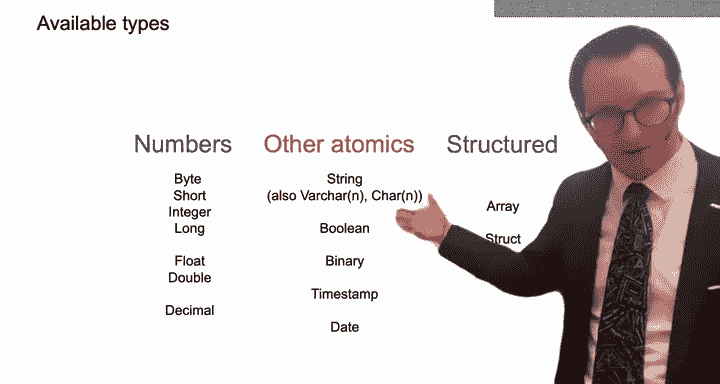 Available types
Numbers
Byte
Short
Integer
Long
Float
Double
Decimal
Other atomics
String
(also Varchar(n), Char(n))
Boolean
Binary
Timestamp
Date
Structured
Array
Struct